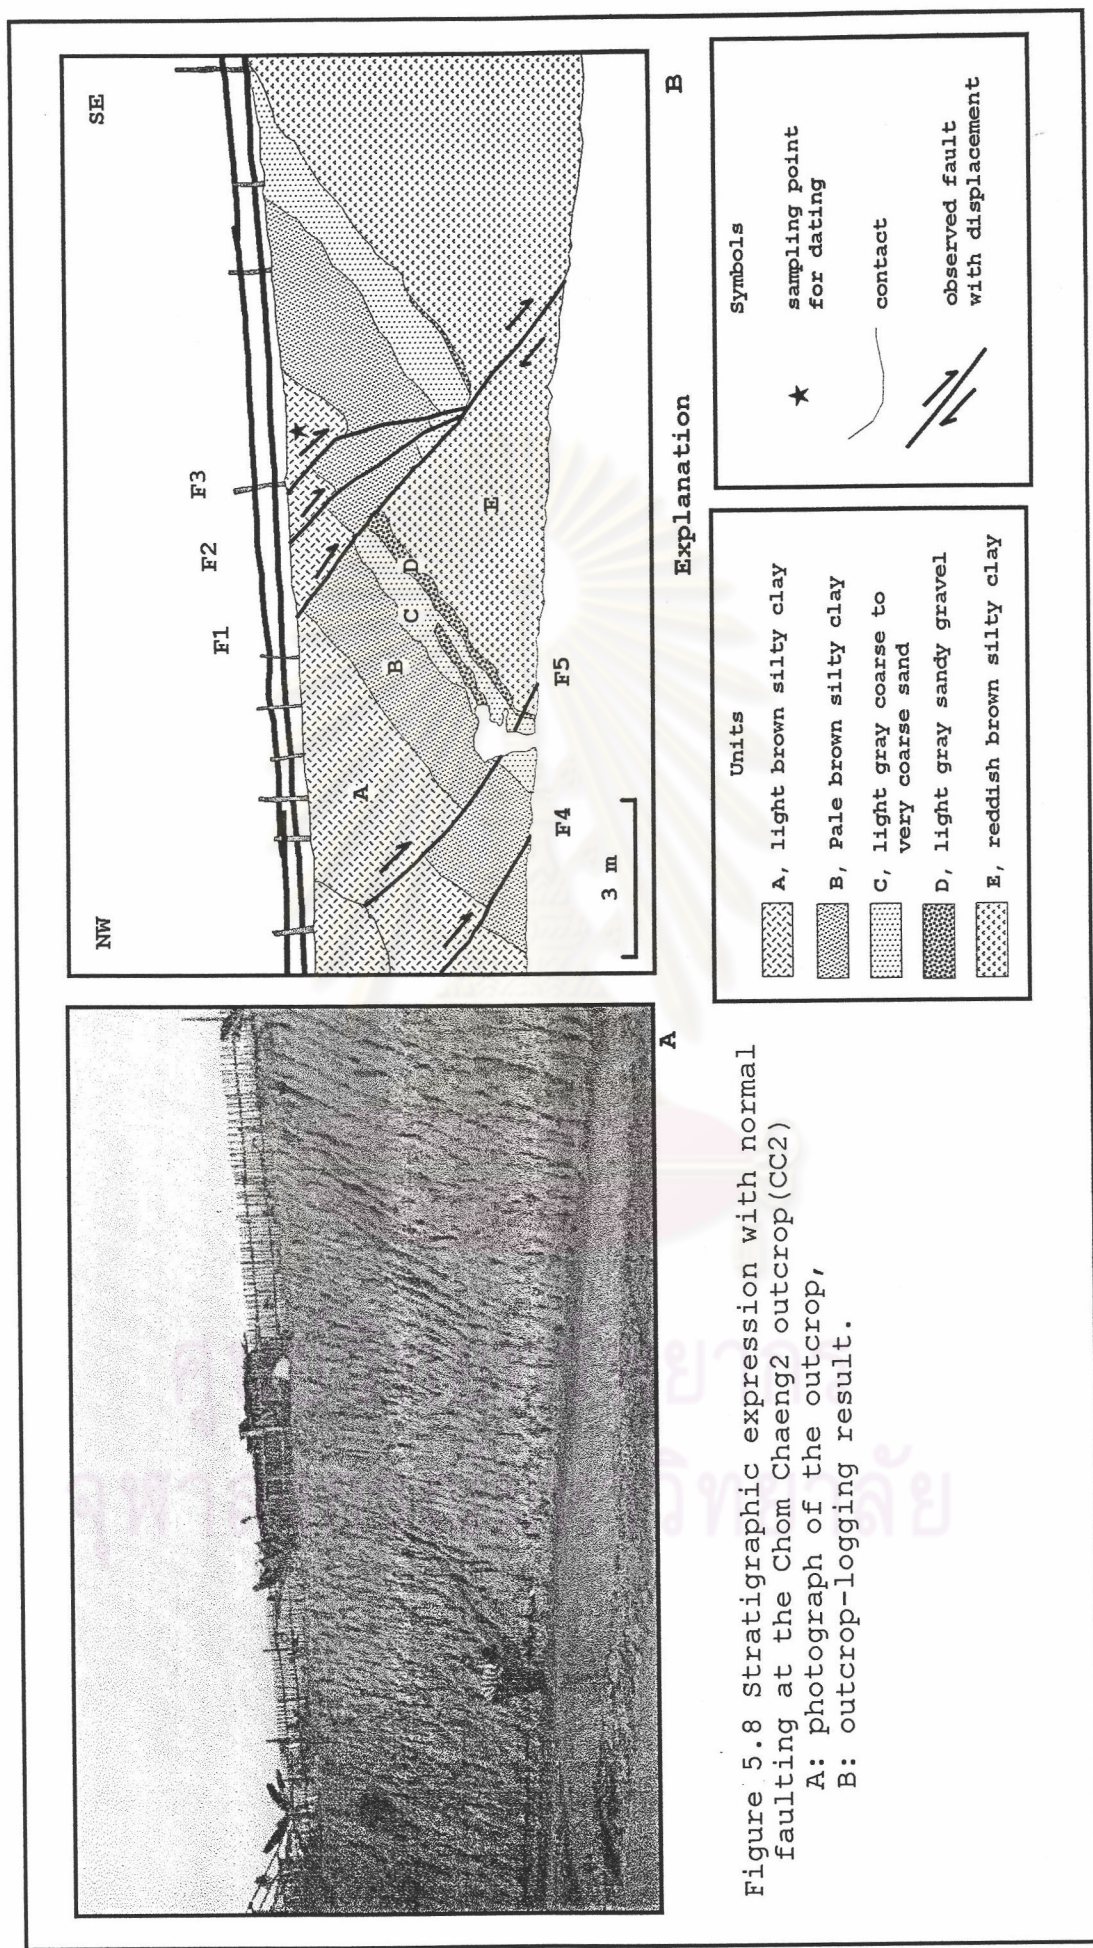 NW
SE
F1
F2
F3
A
B
C
D
E
F4
F5
3 m
A
B
Explanation
Units
A, light brown silty clay
B, Pale brown silty clay
C, light gray coarse to
very coarse sand
D, light gray sandy gravel
E, reddish brown silty clay
Symbols
sampling point
for dating
contact
observed fault
with displacement
Figure 5.8 Stratigraphic expression with normal
faulting at the Chom Chaeng2 outcrop(CC2)
A: photograph of the outcrop,
B: outcrop-logging result.